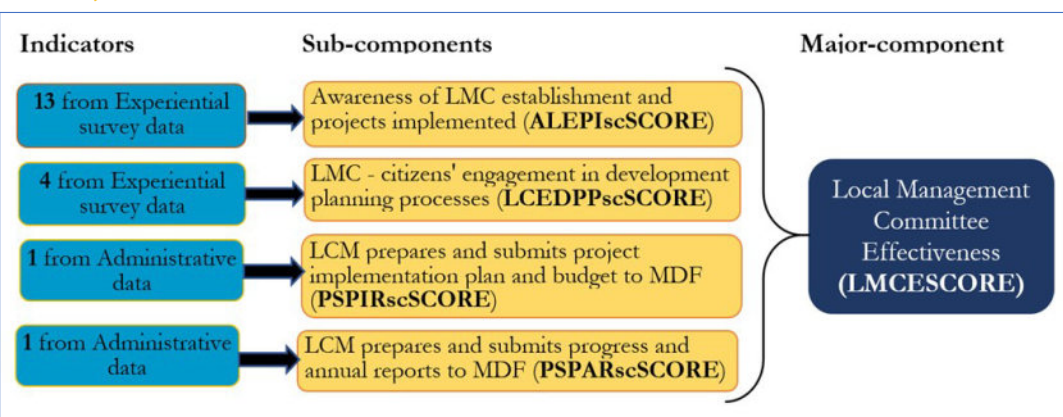 Indicators
Sub-components
Major-component
13 from Experiential
survey data
Awareness of LMC establishment and
projects implemented (ALEPIscSCORE)
4 from Experiential
survey data
LMC - citizens' engagement in development
planning processes (LCEDPPscSCORE)
1 from Administrative
data
LCM prepares and submits project
implementation plan and budget to MDF
(PSPIRscSCORE)
1 from Administrative
data
LCM prepares and submits progress and
annual reports to MDF (PSPARscSCORE)
Local Management
Committee
Effectiveness
(LMCESCORE)